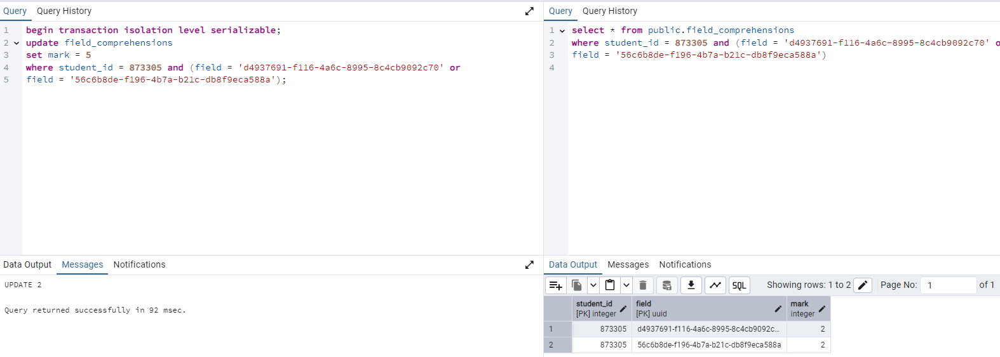 Query Query History
1 begin transaction isolation level serializable;
2 update field_comprehensions
3 set mark = 5
4 where student_id = 873305 and (field = 'd4937691-f116-4a6c-8995-8c4cb9092c70' or
5 field = '56c6b8de-f196-4b7a-b21c-db8f9eca588a');
Data Output Messages Notifications
UPDATE 2
Query returned successfully in 92 msec.
Query Query History
1 select * from public.field_comprehensions
2 where student_id = 873305 and (field = 'd4937691-f116-4a6c-8995-8c4cb9092c70' o
3 field = '56c6b8de-f196-4b7a-b21c-db8f9eca588a')
4
Data Output Messages Notifications
SQL Showing rows: 1 to 2 Page No: 1 of 1
student_id field mark
[PK] integer [PK] uuid integer
1 873305 d4937691-f116-4a6c-8995-8c4cb9092c... 2
2 873305 56c6b8de-f196-4b7a-b21c-db8f9eca588a 2